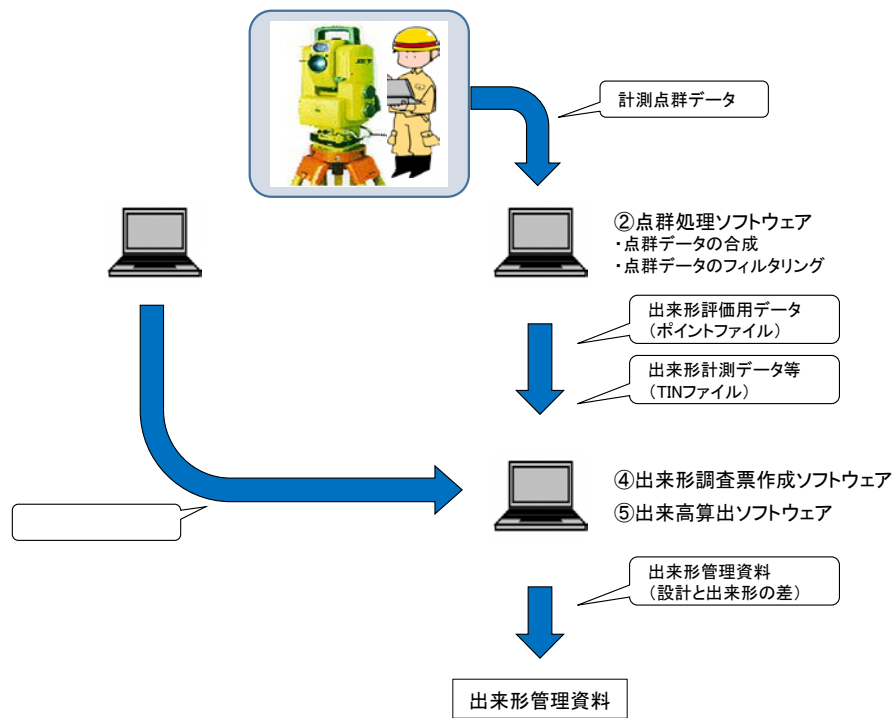 計測点群データ
②点群処理ソフトウェア
・点群データの合成
・点群データのフィルタリング
出来形評価用データ
(ポイントファイル)
出来形計測データ等
(TINファイル)
④出来形調査票作成ソフトウェア
⑤出来高算出ソフトウェア
出来形管理資料
(設計と出来形の差)
出来形管理資料